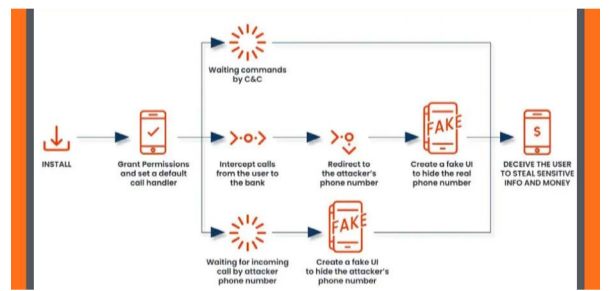 Waiting commands
by C&C
INSTALL
Grant Permissions
and set a default
call handler
Intercept calls
from the user to
the bank
Redirect to
the attacker's
phone number
FAKE
Create a fake UI
to hide the real
phone number
$
DECEIVE THE USER
TO STEAL SENSITIVE
INFO AND MONEY
Waiting for incoming
call by attacker
phone number
FAKE
Create a fake UI
to hide the attacker's
phone number